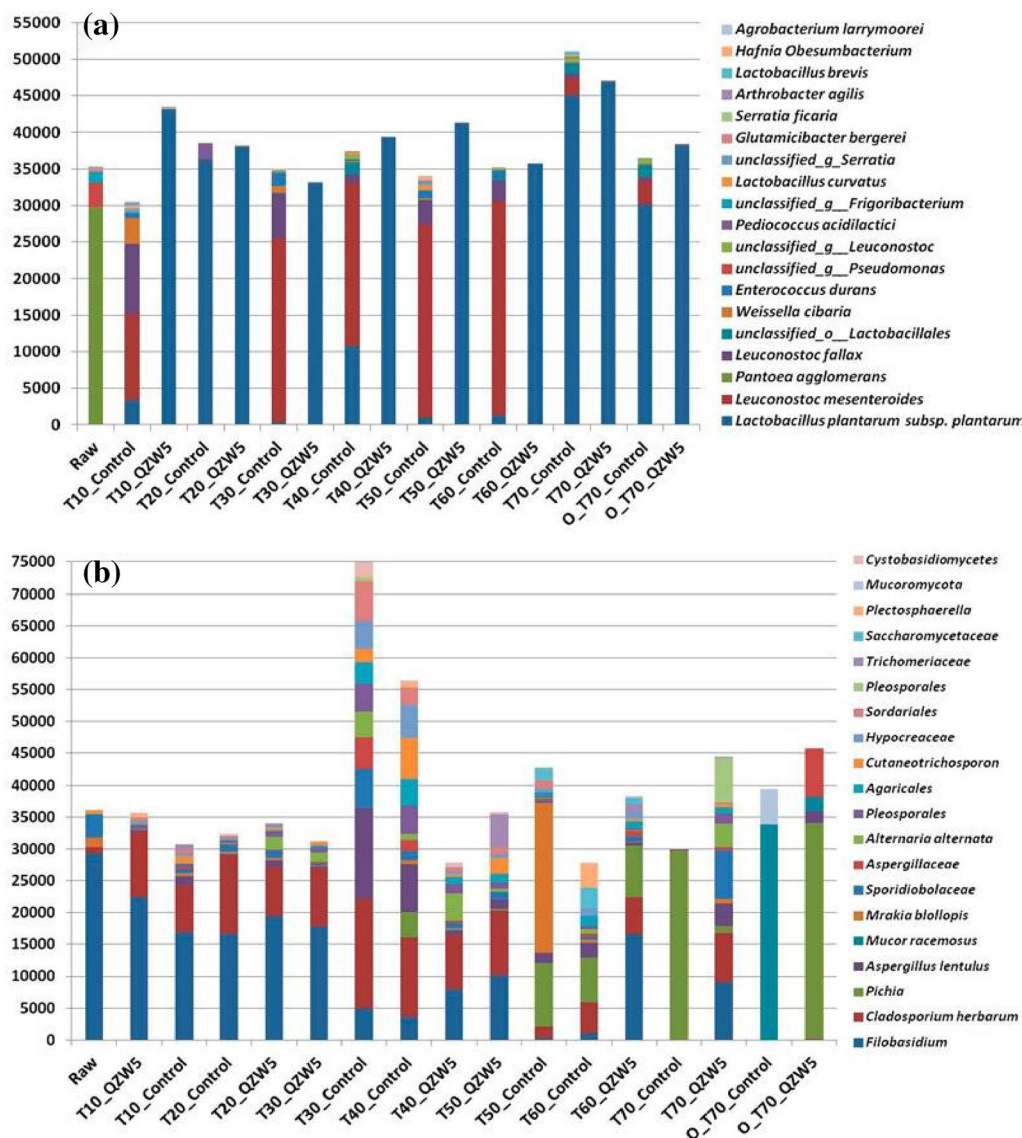 (a)
55000
50000
45000
40000
35000
30000
25000
20000
15000
10000
5000
0
Raw
T10_Control
T10_QZW5
T20_Control
T20_QZW5
T30_Control
T30_QZW5
T40_Control
T40_QZW5
T50_Control
T50_QZW5
T60_Control
T60_QZW5
T70_Control
T70_QZW5
O_T70_Control
O_T70_QZW5
Agrobacterium larrymoorei
Hafnia Obesumbacterium
Lactobacillus brevis
Arthrobacter agilis
Serratia ficaria
Glutamicibacter bergerei
unclassified_g_Serratia
Lactobacillus curvatus
unclassified_g__Frigoribacterium
Pediococcus acidilactici
unclassified_g__Leuconostoc
unclassified_g__Pseudomonas
Enterococcus durans
Weissella cibaria
unclassified_o__Lactobacillales
Leuconostoc fallax
Pantoea agglomerans
Leuconostoc mesenteroides
Lactobacillus plantarum subsp. plantarum
(b)
75000
70000
65000
60000
55000
50000
45000
40000
35000
30000
25000
20000
15000
10000
5000
0
Raw
T10_QZW5
T10_Control
T20_Control
T20_QZW5
T30_QZW5
T30_Control
T40_Control
T40_QZW5
T50_QZW5
T50_Control
T60_Control
T60_QZW5
T70_Control
T70_QZW5
O_T70_Control
O_T70_QZW5
Cystobasidiomycetes
Mucoromycota
Plectosphaerella
Saccharomycetaceae
Trichomeriaceae
Pleosporales
Sordariales
Hypocreaceae
Cutaneotrichosporon
Agaricales
Pleosporales
Alternaria alternata
Aspergillaceae
Sporidiobolaceae
Mrakia blollopis
Mucor racemosus
Aspergillus lentulus
Pichia
Cladosporium herbarum
Filobasidium